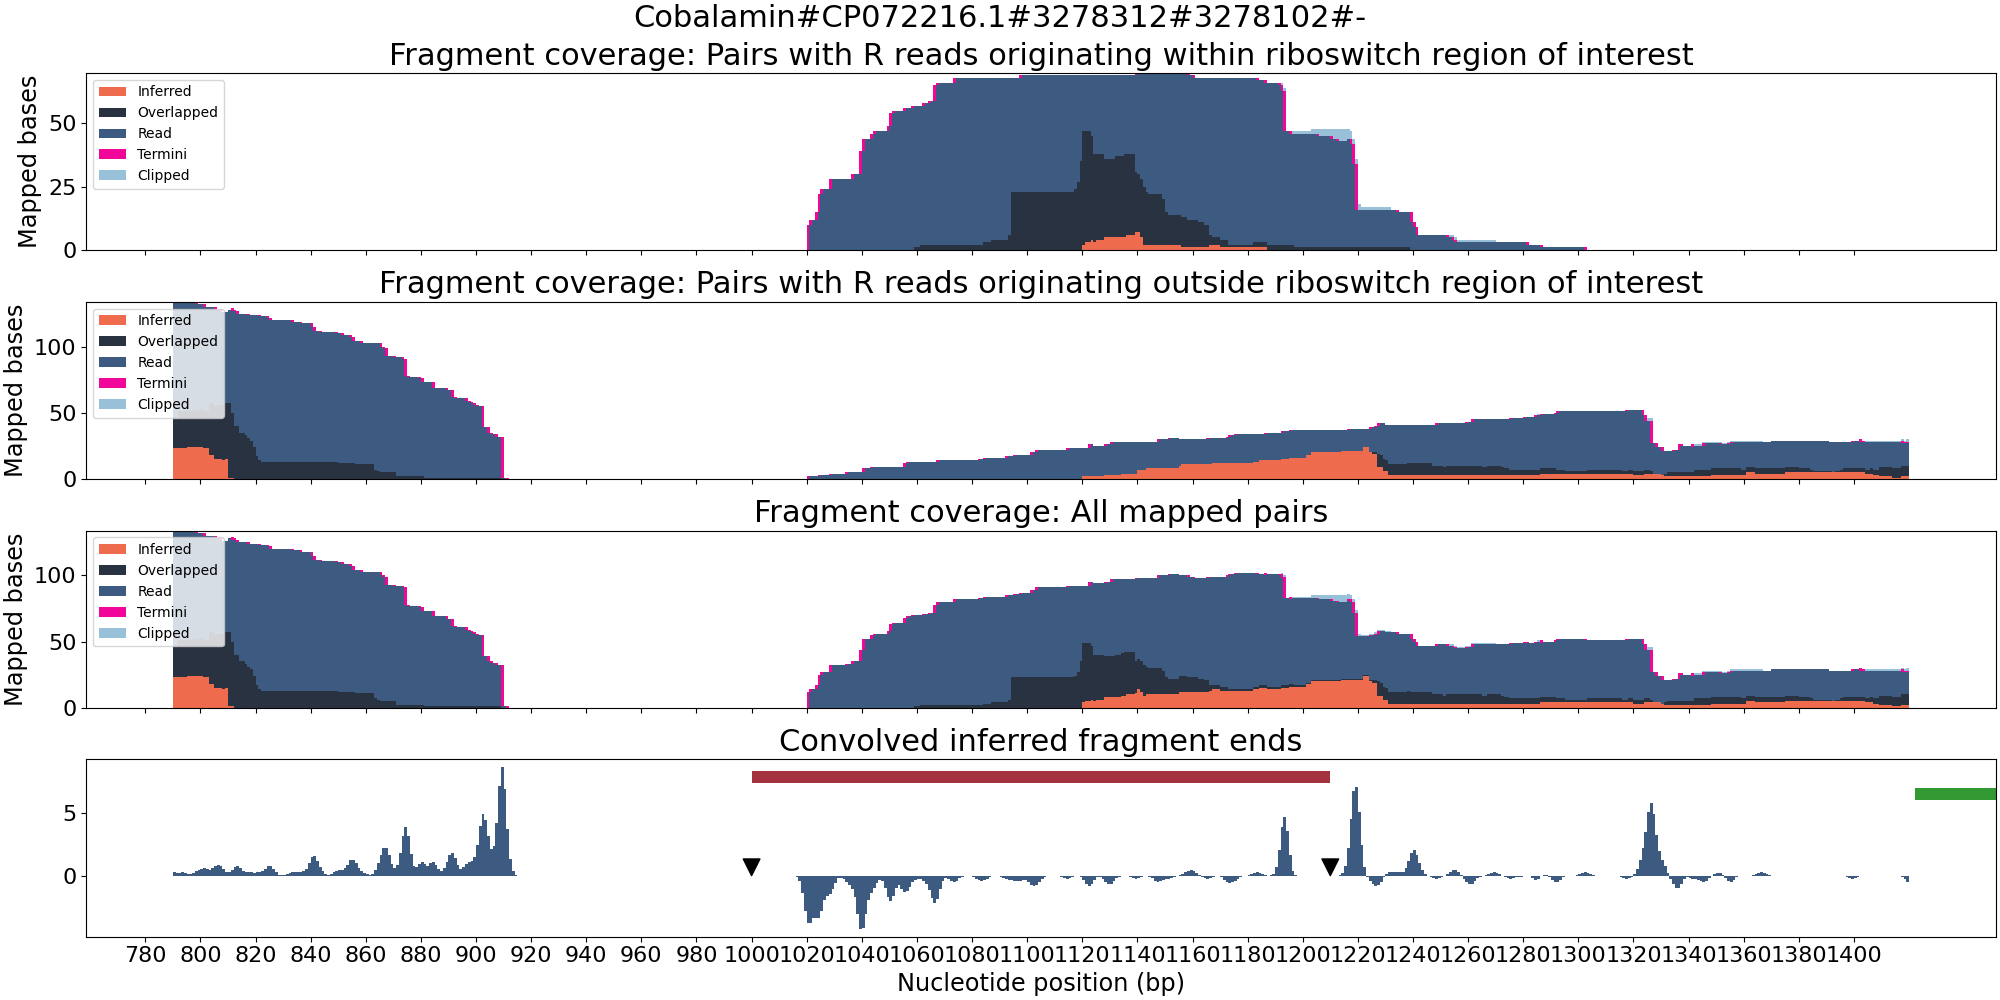 Cobalamin#CP072216.1#3278312#3278102#-
Fragment coverage: Pairs with R reads originating within riboswitch region of interest
Mapped bases
50
25
0
Inferred
Overlapped
Read
Termini
Clipped
Fragment coverage: Pairs with R reads originating outside riboswitch region of interest
Mapped bases
100
50
0
Inferred
Overlapped
Read
Termini
Clipped
Fragment coverage: All mapped pairs
Mapped bases
100
50
0
Inferred
Overlapped
Read
Termini
Clipped
Convolved inferred fragment ends
5
0
780 800 820 840 860 880 900 920 940 960 980 1000 1020 1040 1060 1080 1100 1120 1140 1160 1180 1200 1220 1240 1260 1280 1300 1320 1340 1360 1380 1400
Nucleotide position (bp)